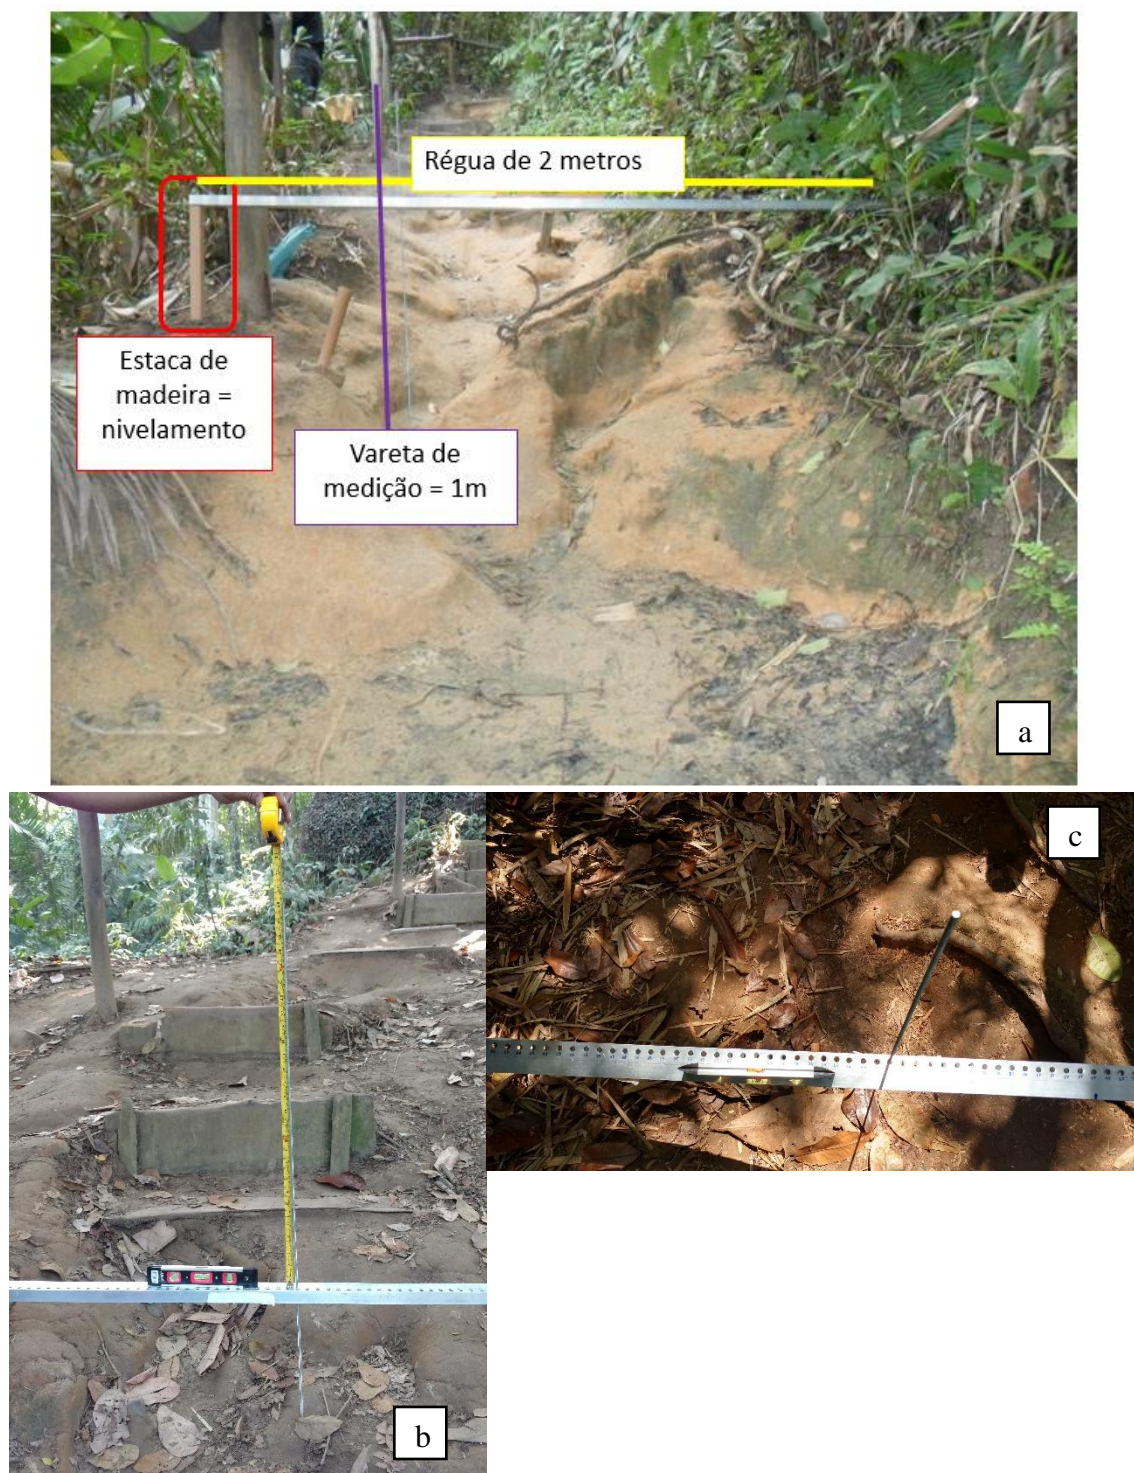 Régua de 2 metros
Estaca de
madeira =
nivelamento
Vareta de
medição = 1m
a
b
c